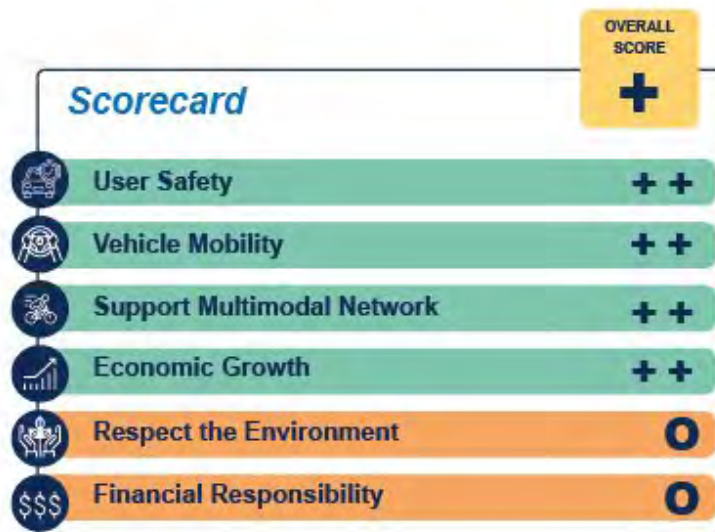 OVERALL
SCORE
+
Scorecard
User Safety ++
Vehicle Mobility ++
Support Multimodal Network ++
Economic Growth ++
Respect the Environment O
$$$ Financial Responsibility O